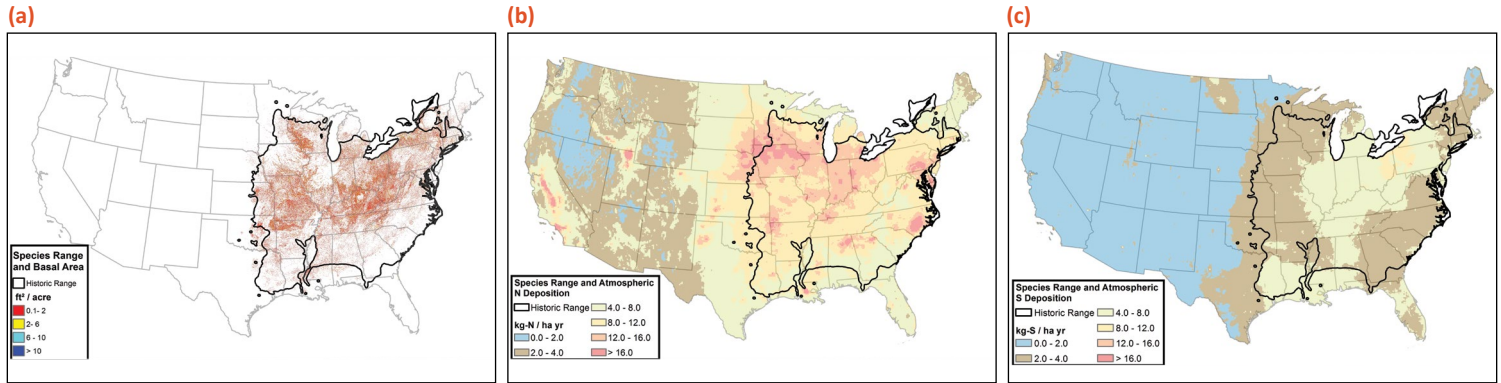 (a)
(b)
(c)
Species Range
and Basal Area
Historic Range
ft² / acre
0.1- 2
2- 6
6 - 10
> 10
Species Range and Atmospheric
N Deposition
Historic Range
kg-N / ha yr
0.0 - 2.0
2.0 - 4.0
4.0 - 8.0
8.0 - 12.0
12.0 - 16.0
> 16.0
Species Range and Atmospheric
S Deposition
Historic Range
kg-S / ha yr
0.0 - 2.0
2.0 - 4.0
4.0 - 8.0
8.0 - 12.0
12.0 - 16.0
> 16.0